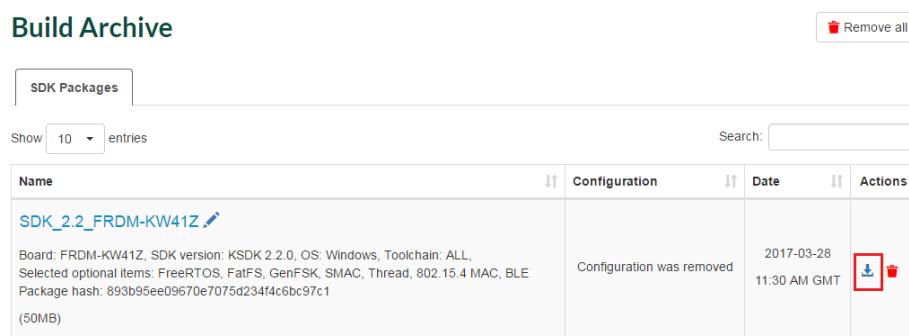 Build Archive
Remove all
SDK Packages
Show 10 entries
Search:
Name Configuration Date Actions
SDK_2.2_FRDM-KW41Z
Board: FRDM-KW41Z, SDK version: KSDK 2.2.0, OS: Windows, Toolchain: ALL,
Selected optional items: FreeRTOS, FatFS, GenFSK, SMAC, Thread, 802.15.4 MAC, BLE
Package hash: 893b95ee09670e7075d234f4c6bc97c1
(50MB)
Configuration was removed
2017-03-28
11:30 AM GMT